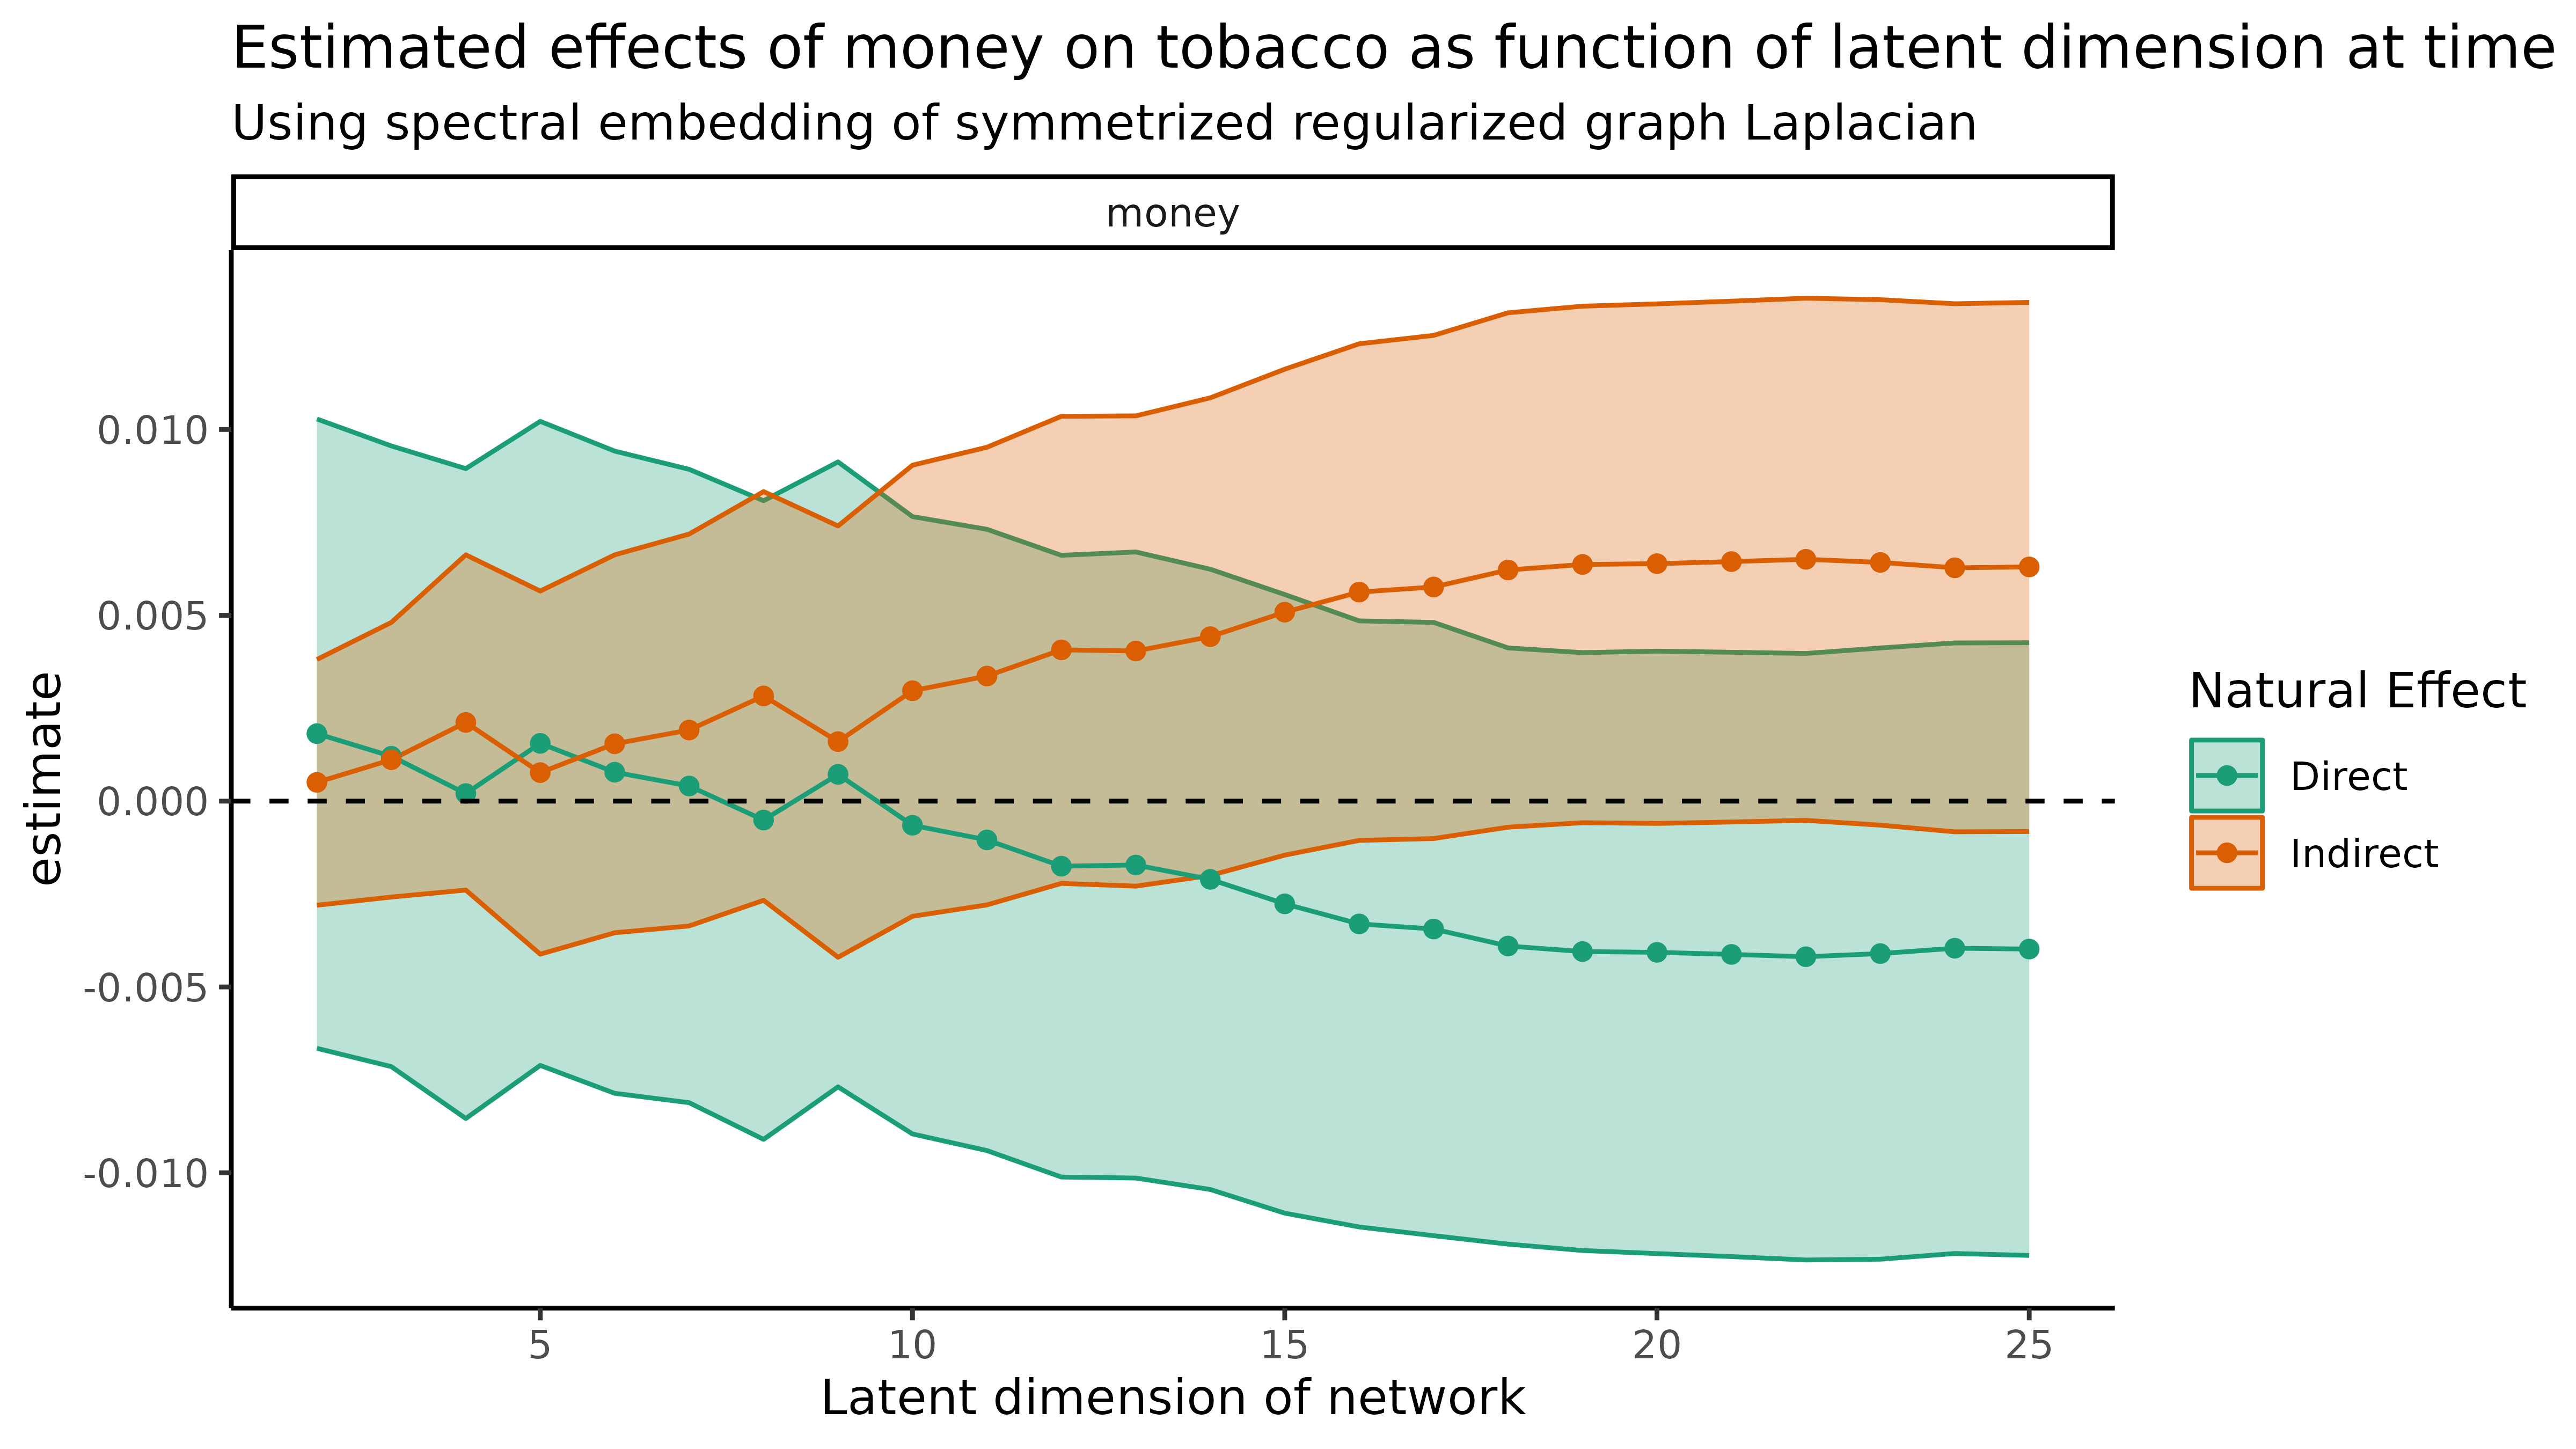 Estimated effects of money on tobacco as function of latent dimension at time
Using spectral embedding of symmetrized regularized graph Laplacian
money
0.010
0.005
0.000
-0.005
-0.010
estimate
5 10 15 20 25
Latent dimension of network
Natural Effect
Direct
Indirect